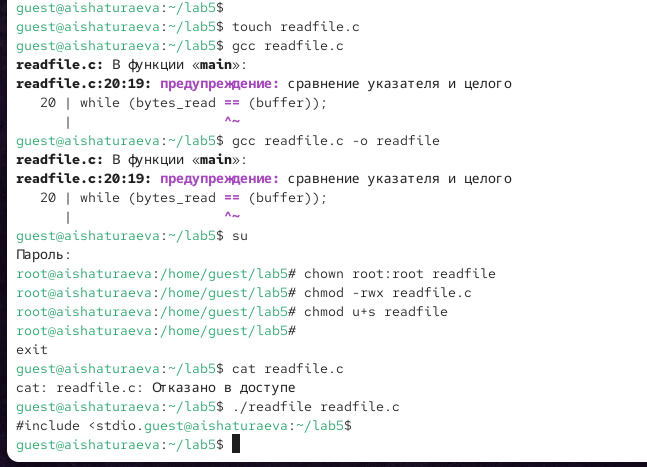 guest@aishaturaeva:~/lab5$
guest@aishaturaeva:~/lab5$ touch readfile.c
guest@aishaturaeva:~/lab5$ gcc readfile.c
readfile.c: В функции «main»:
readfile.c:20:19: предупреждение: сравнение указателя и целого
   20 | while (bytes_read == (buffer));
      |                   ^~
guest@aishaturaeva:~/lab5$ gcc readfile.c -o readfile
readfile.c: В функции «main»:
readfile.c:20:19: предупреждение: сравнение указателя и целого
   20 | while (bytes_read == (buffer));
      |                   ^~
guest@aishaturaeva:~/lab5$ su
Пароль:
root@aishaturaeva:/home/guest/lab5# chown root:root readfile
root@aishaturaeva:/home/guest/lab5# chmod -rwx readfile.c
root@aishaturaeva:/home/guest/lab5# chmod u+s readfile
root@aishaturaeva:/home/guest/lab5#
exit
guest@aishaturaeva:~/lab5$ cat readfile.c
cat: readfile.c: Отказано в доступе
guest@aishaturaeva:~/lab5$ ./readfile readfile.c
#include <stdio.guest@aishaturaeva:~/lab5$
guest@aishaturaeva:~/lab5$